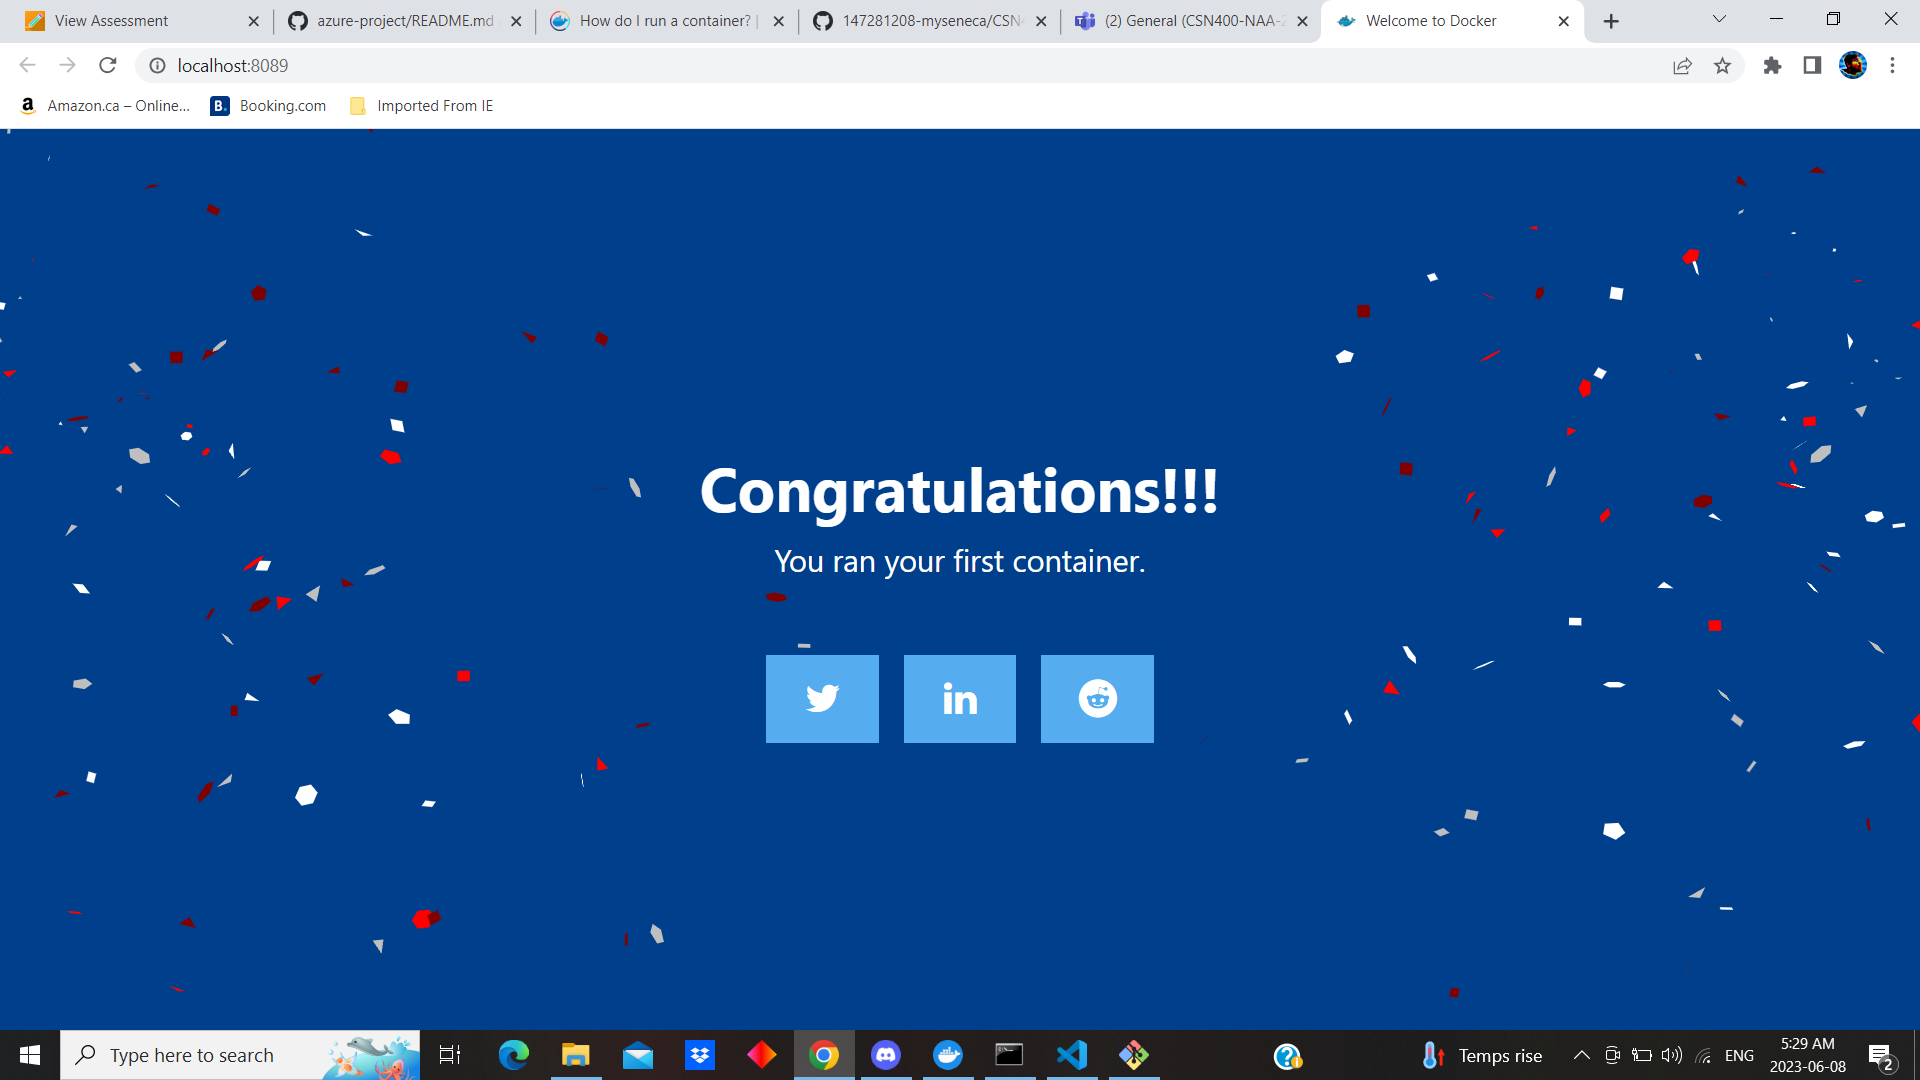 View Assessment
azure-project/README.md
How do I run a container? |
147281208-myseneca/CSN4
(2) General (CSN400-NAA-2
Welcome to Docker
localhost:8089
Amazon.ca – Online...
Booking.com
Imported From IE
Congratulations!!!
You ran your first container.
Type here to search
Temps rise
ENG
5:29 AM
2023-06-08
2